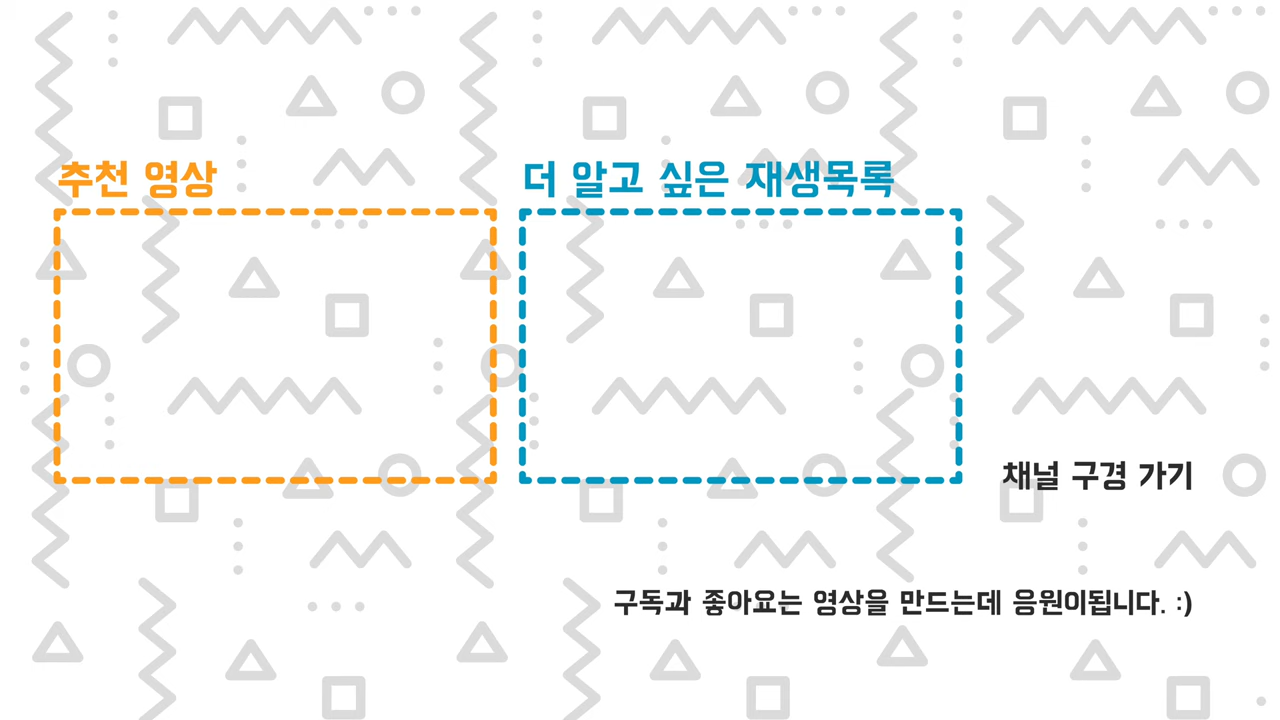 추천 영상
더 알고 싶은 재생목록
채널 구경 가기
구독과 좋아요는 영상을 만드는데 응원이됩니다. :)